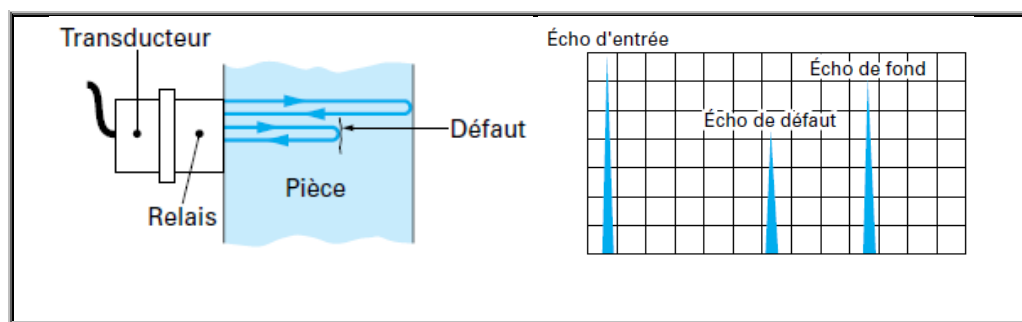 Transducteur
Défaut
Pièce
Relais
Écho d'entrée
Écho de fond
Écho de défaut